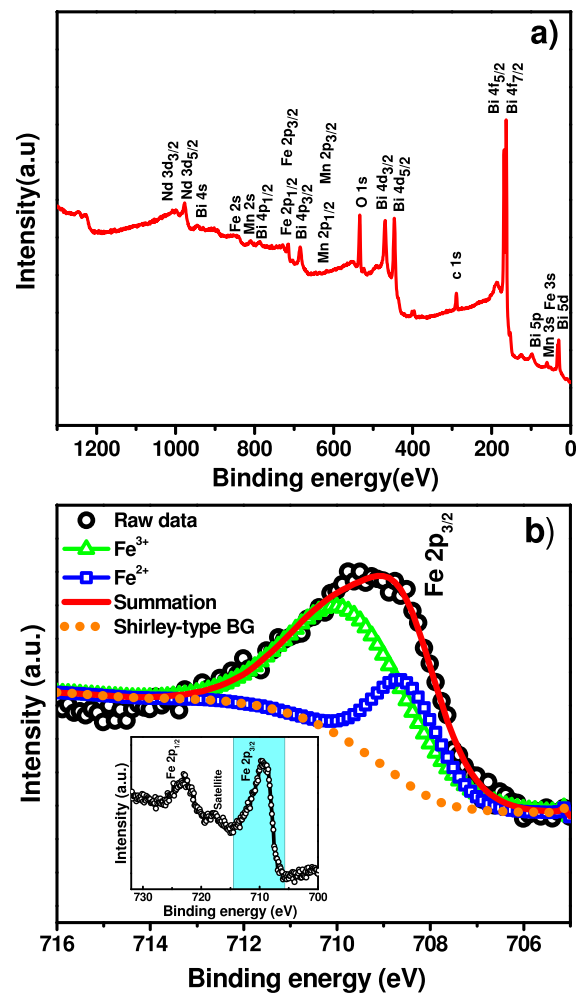 a)
Intensity(a.u)
Nd 3d3/2
Nd 3d5/2
Bi 4s
Fe 2s
Mn 2s
Bi 4p1/2
Fe 2p1/2
Fe 2p3/2
Bi 4p3/2
Mn 2p1/2
Mn 2p3/2
O 1s
Bi 4d3/2
Bi 4d5/2
c 1s
Bi 4f5/2
Bi 4f7/2
Bi 5p
Mn 3s
Fe 3s
Bi 5d
1200 1000 800 600 400 200 0
Binding energy(eV)
b)
Raw data
Fe3+
Fe2+
Summation
Shirley-type BG
Fe 2p3/2
Intensity (a.u.)
Intensity (a.u.)
Fe 2p1/2
Satellite
Fe 2p3/2
730 720 710 700
Binding energy (eV)
716 714 712 710 708 706
Binding energy (eV)